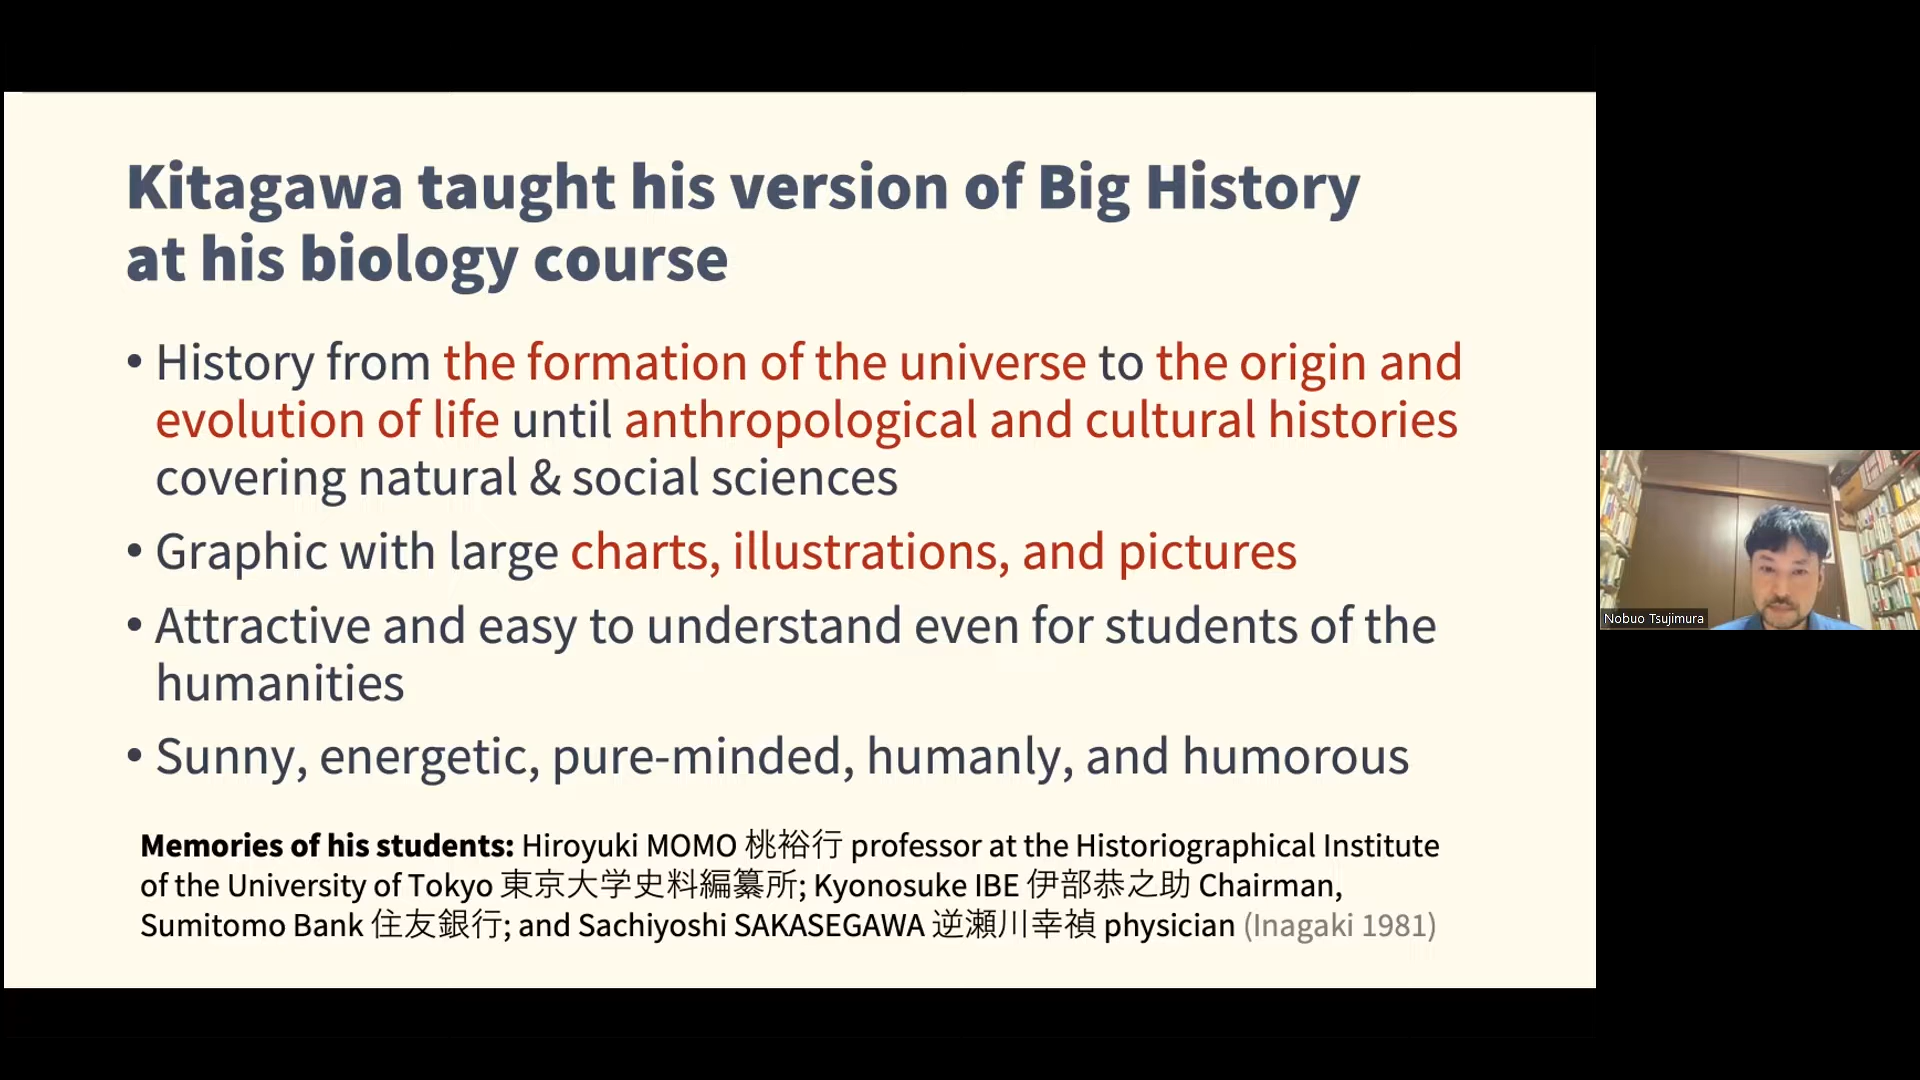 Kitagawa taught his version of Big History
at his biology course
• History from the formation of the universe to the origin and
evolution of life until anthropological and cultural histories
covering natural & social sciences
• Graphic with large charts, illustrations, and pictures
• Attractive and easy to understand even for students of the
humanities
• Sunny, energetic, pure-minded, humanly, and humorous
Memories of his students: Hiroyuki MOMO 桃裕行 professor at the Historiographical Institute
of the University of Tokyo 東京大学史料編纂所; Kyonosuke IBE 伊部恭之助 Chairman,
Sumitomo Bank 住友銀行; and Sachiyoshi SAKASEGAWA 逆瀬川幸禎 physician (Inagaki 1981)
Nobuo Tsujimura